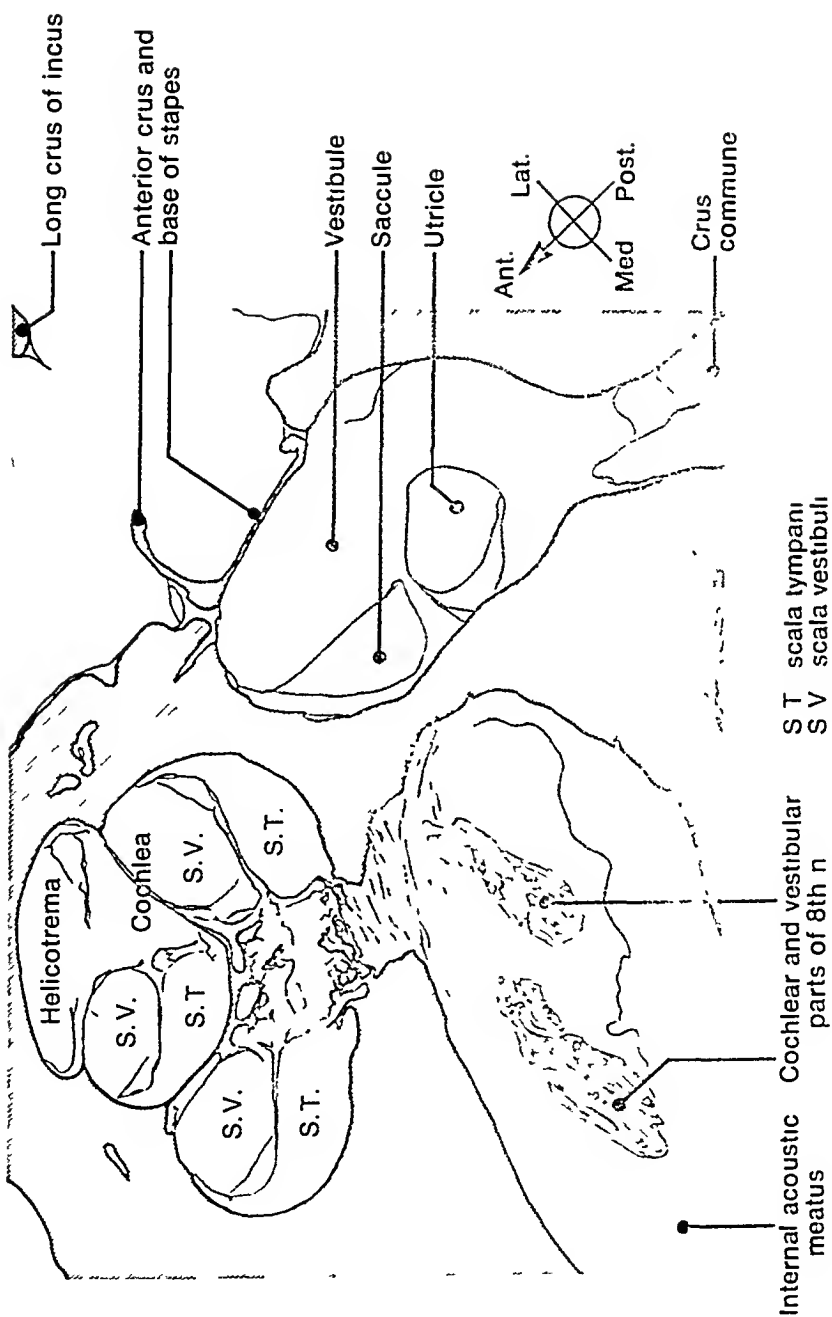 Long crus of incus
Anterior crus and
base of stapes
Vestibule
Saccule
Utricle
Ant.
Lat.
Med
Post.
Crus
commune
Helicotrema
Cochlea
S.V.
S.T
S.V.
S.T.
S.V.
S.T.
Internal acoustic
meatus
Cochlear and vestibular
parts of 8th n
S T scala tympani
S V scala vestibuli